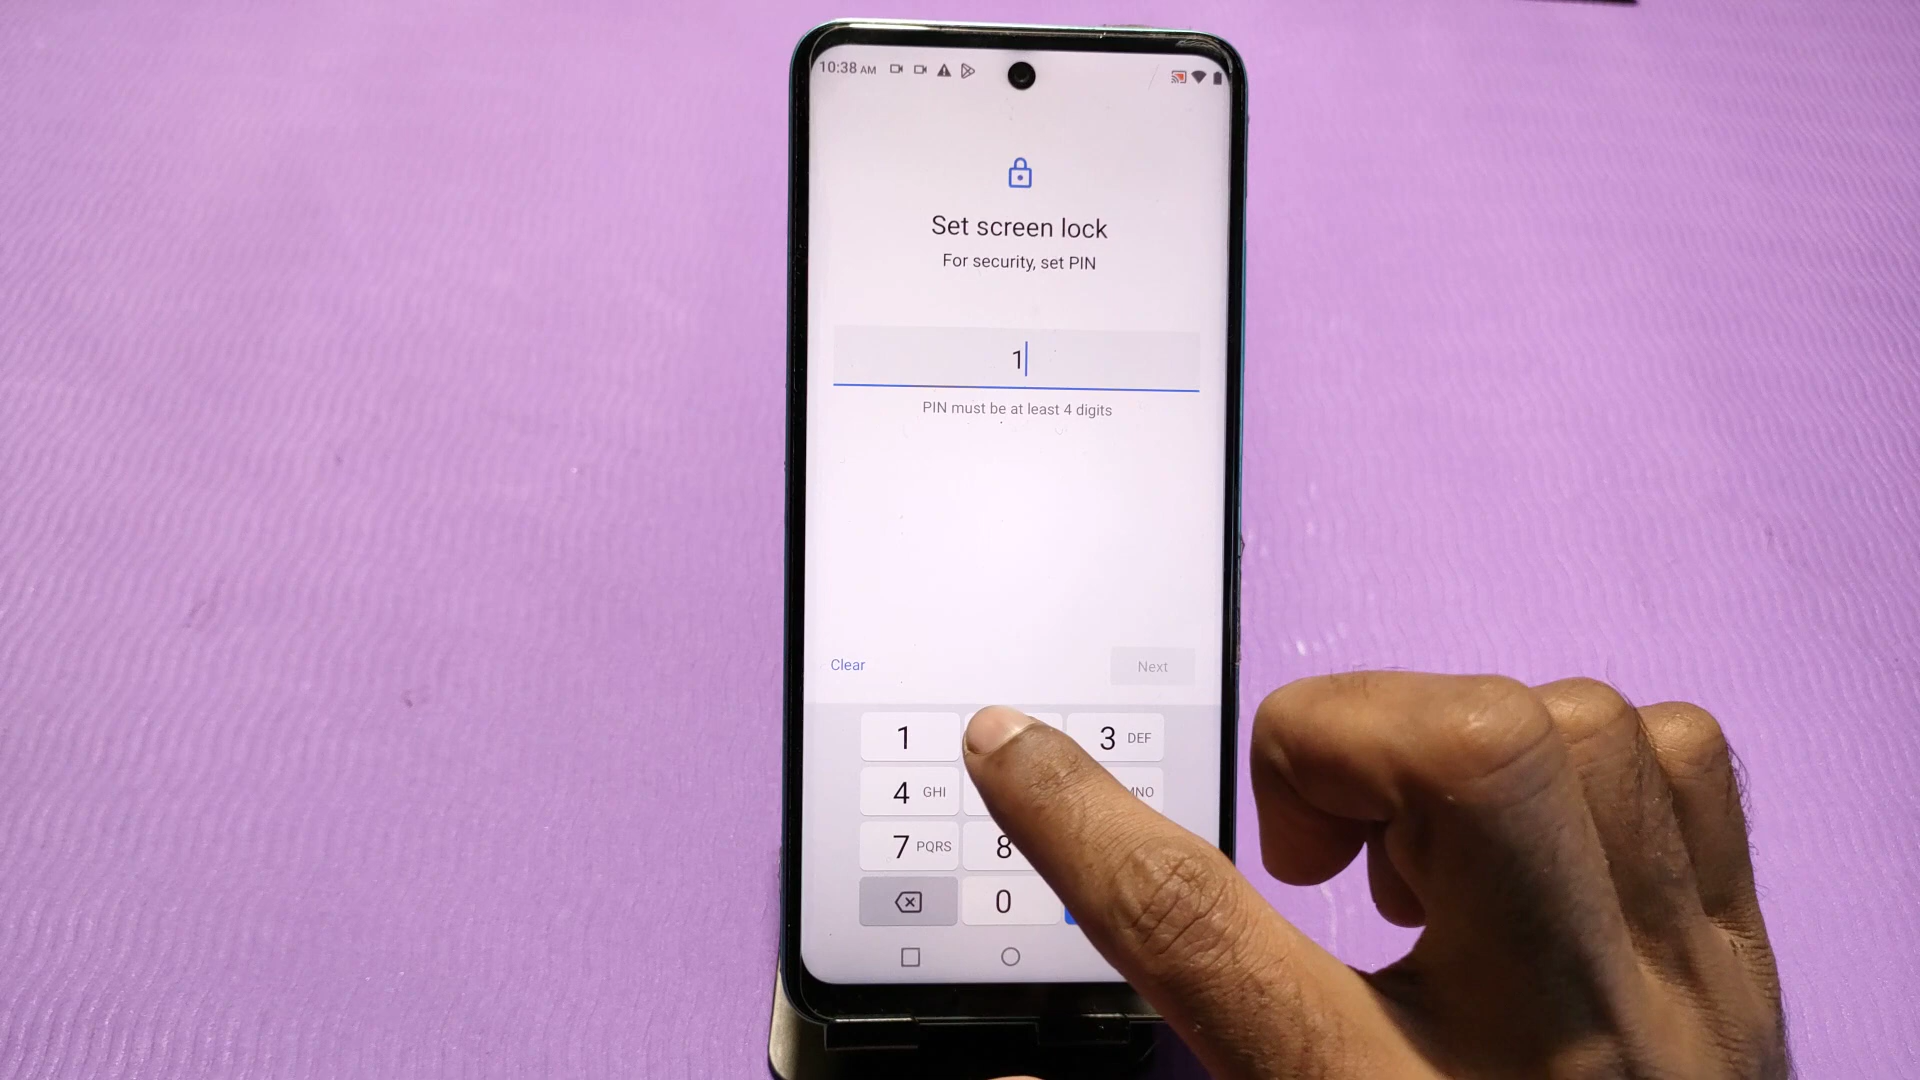 10:38 AM
Set screen lock
For security, set PIN
1
PIN must be at least 4 digits
Clear
Next
1
3 DEF
4 GHI
MNO
7 PQRS
8
0